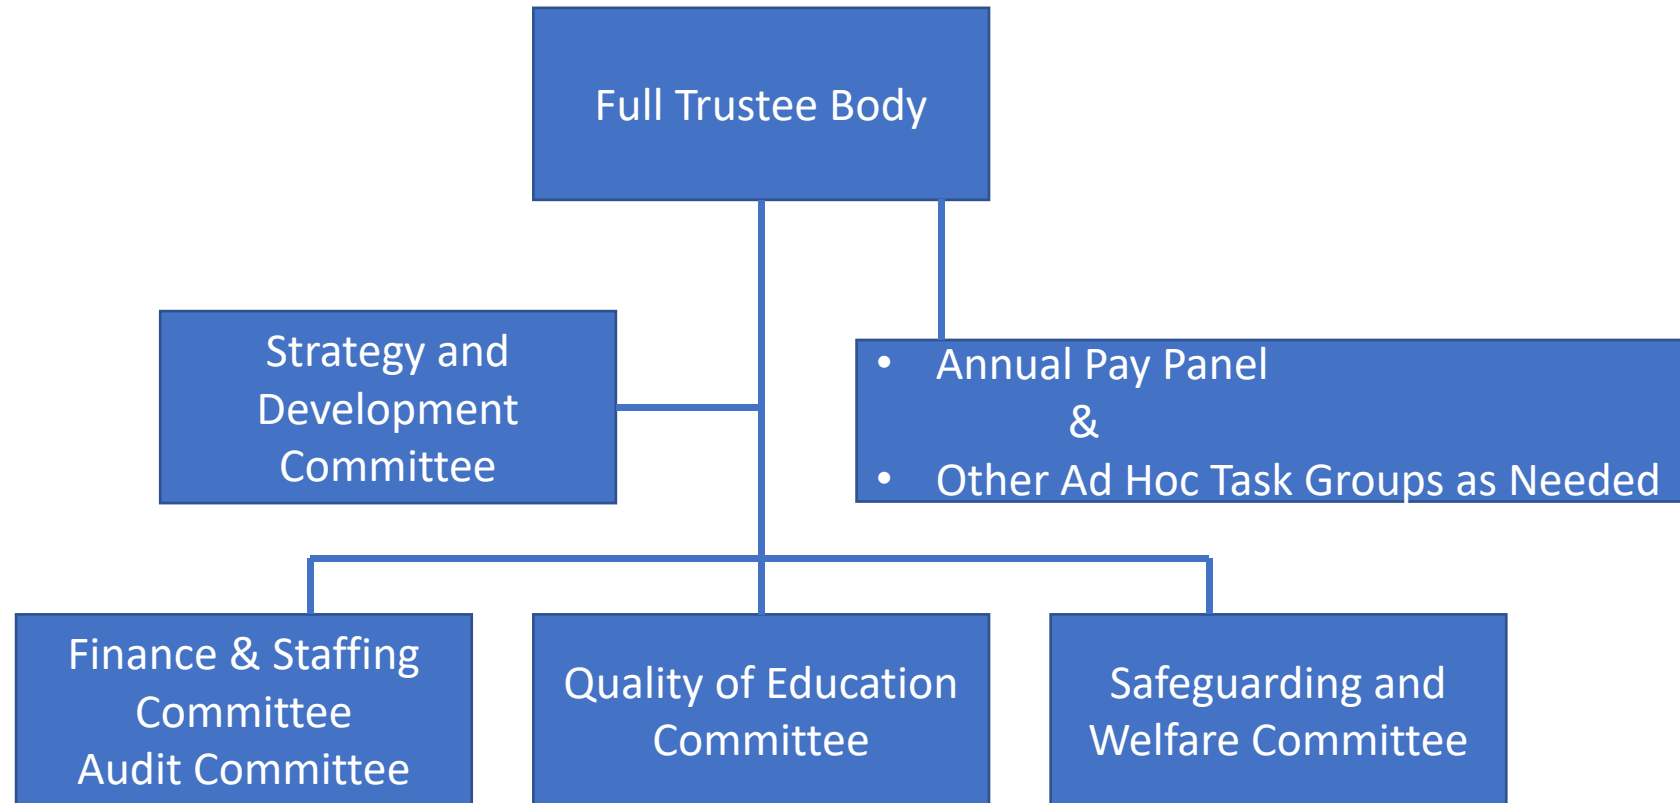 Full Trustee Body
Strategy and
Development
Committee
• Annual Pay Panel
&
• Other Ad Hoc Task Groups as Needed
Finance & Staffing
Committee
Audit Committee
Quality of Education
Committee
Safeguarding and
Welfare Committee